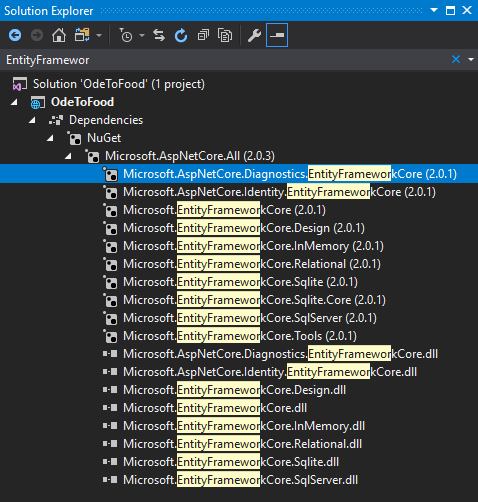 Solution Explorer
EntityFramewor
Solution 'OdeToFood' (1 project)
OdeToFood
Dependencies
NuGet
Microsoft.AspNetCore.All (2.0.3)
Microsoft.AspNetCore.Diagnostics.EntityFrameworkCore (2.0.1)
Microsoft.AspNetCore.Identity.EntityFrameworkCore (2.0.1)
Microsoft.EntityFrameworkCore (2.0.1)
Microsoft.EntityFrameworkCore.Design (2.0.1)
Microsoft.EntityFrameworkCore.InMemory (2.0.1)
Microsoft.EntityFrameworkCore.Relational (2.0.1)
Microsoft.EntityFrameworkCore.Sqlite (2.0.1)
Microsoft.EntityFrameworkCore.Sqlite.Core (2.0.1)
Microsoft.EntityFrameworkCore.SqlServer (2.0.1)
Microsoft.EntityFrameworkCore.Tools (2.0.1)
Microsoft.AspNetCore.Diagnostics.EntityFrameworkCore.dll
Microsoft.AspNetCore.Identity.EntityFrameworkCore.dll
Microsoft.EntityFrameworkCore.Design.dll
Microsoft.EntityFrameworkCore.dll
Microsoft.EntityFrameworkCore.InMemory.dll
Microsoft.EntityFrameworkCore.Relational.dll
Microsoft.EntityFrameworkCore.Sqlite.dll
Microsoft.EntityFrameworkCore.SqlServer.dll